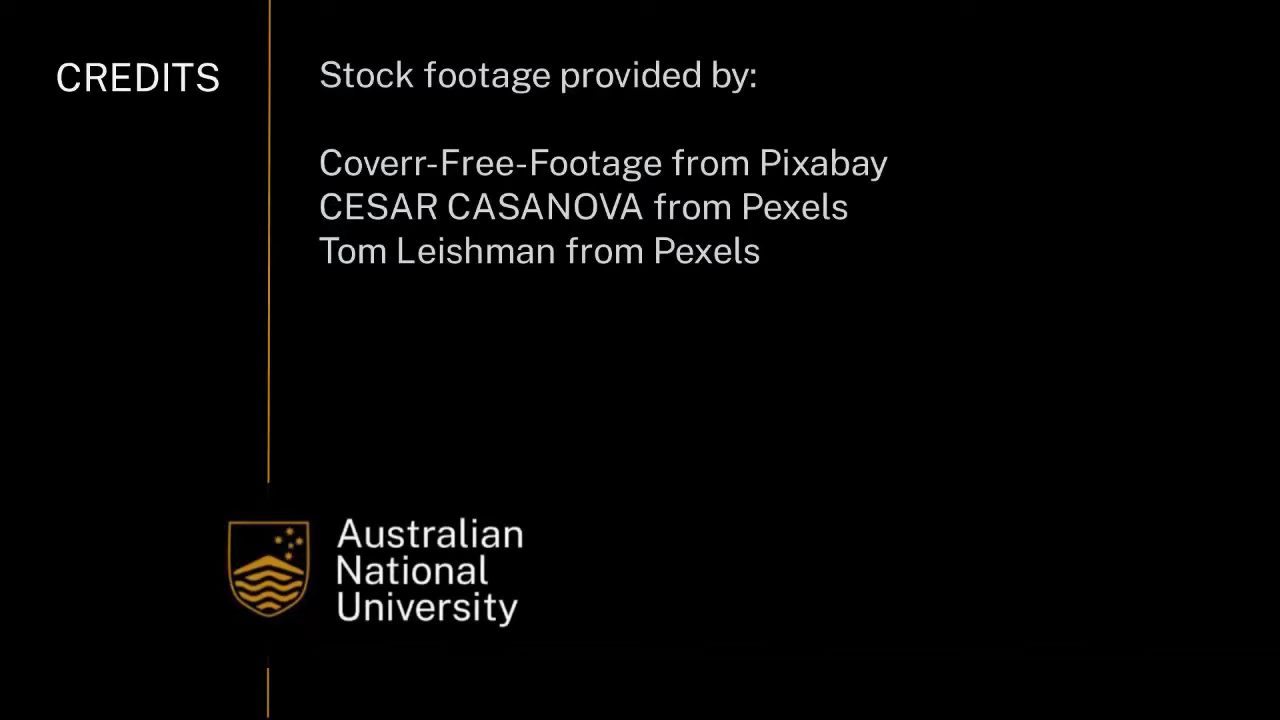 CREDITS
Stock footage provided by:
Coverr-Free-Footage from Pixabay
CESAR CASANOVA from Pexels
Tom Leishman from Pexels
Australian
National
University